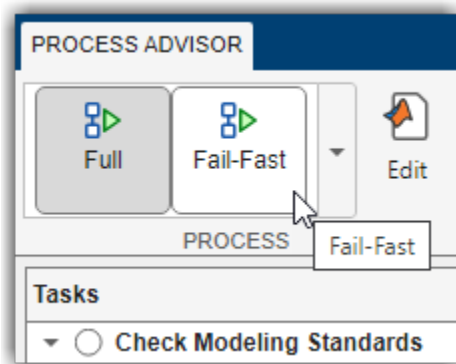 PROCESS ADVISOR
Full
Fail-Fast
Edit
PROCESS
Fail-Fast
Tasks
Check Modeling Standards